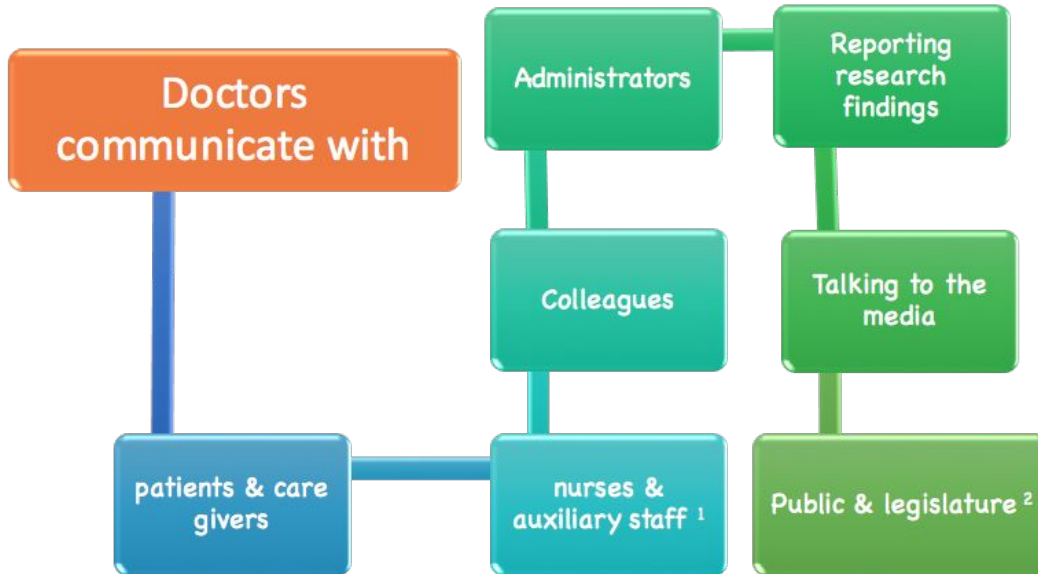 Doctors
communicate with
patients & care
givers
nurses &
auxiliary staff ¹
Colleagues
Administrators
Reporting
research
findings
Talking to the
media
Public & legislature ²